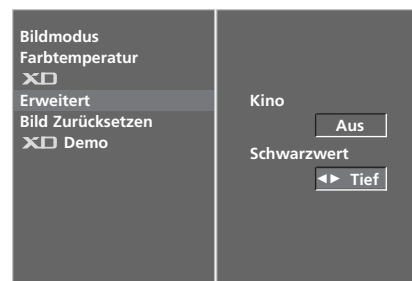 Bildmodus
Farbtemperatur
XD
Erweitert
Bild Zurücksetzen
XD Demo
Kino
Aus
Schwarzwert
◄► Tief